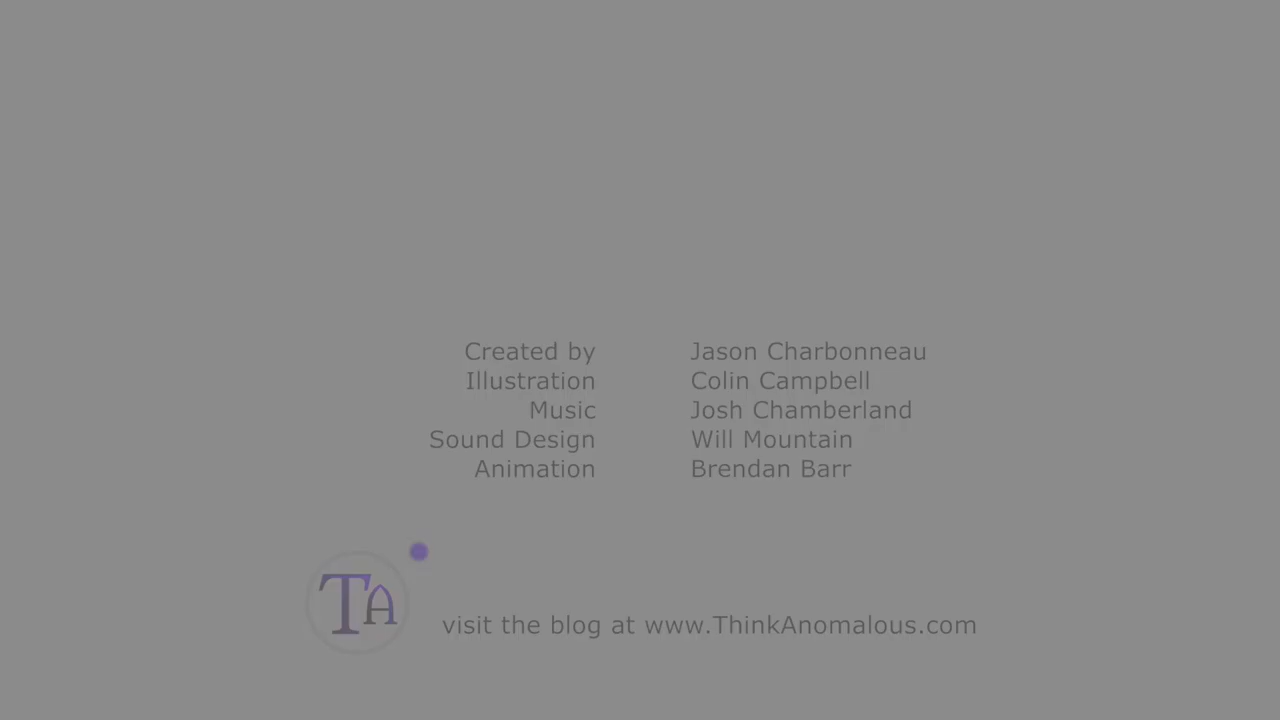 Created by Jason Charbonneau
Illustration Colin Campbell
Music Josh Chamberland
Sound Design Will Mountain
Animation Brendan Barr
TA
visit the blog at www.ThinkAnomalous.com